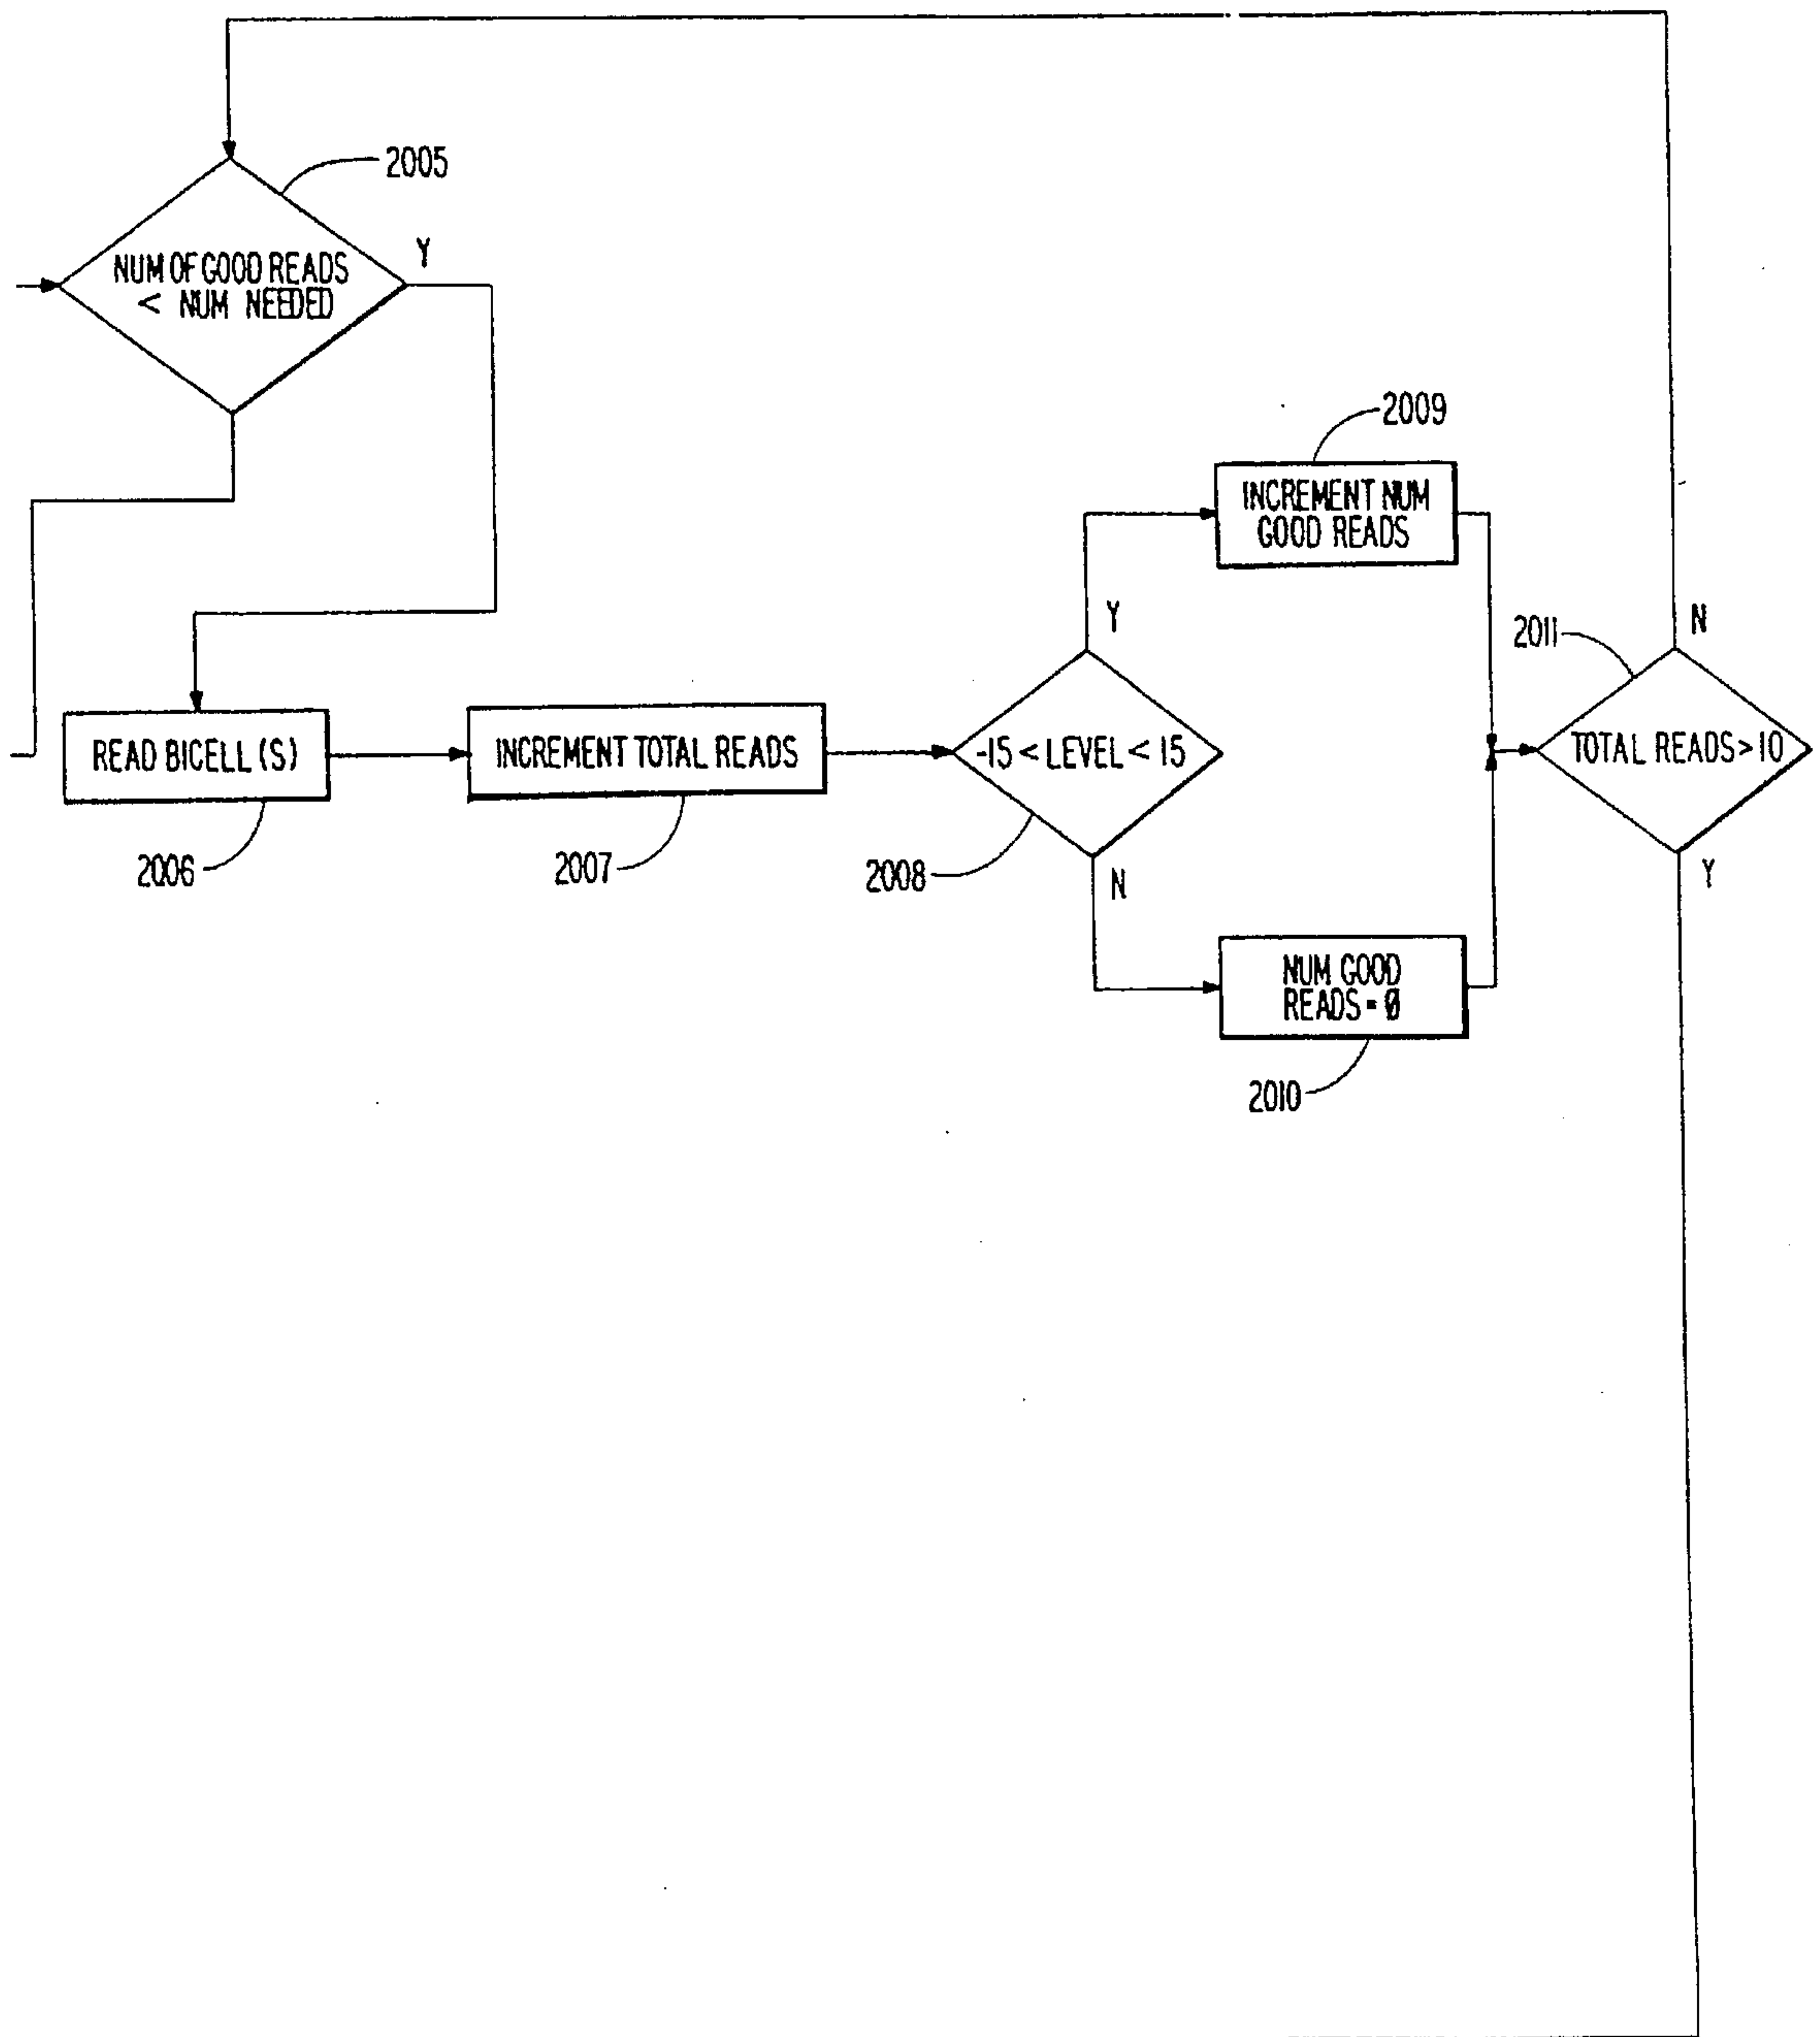 2005
NUM OF GOOD READS
< NUM NEEDED
Y
READ BICELL (S)
2006
INCREMENT TOTAL READS
2007
-15 < LEVEL < 15
2008
Y
N
2009
INCREMENT NUM
GOOD READS
NUM GOOD
READS = Ø
2010
2011
TOTAL READS > 10
N
Y